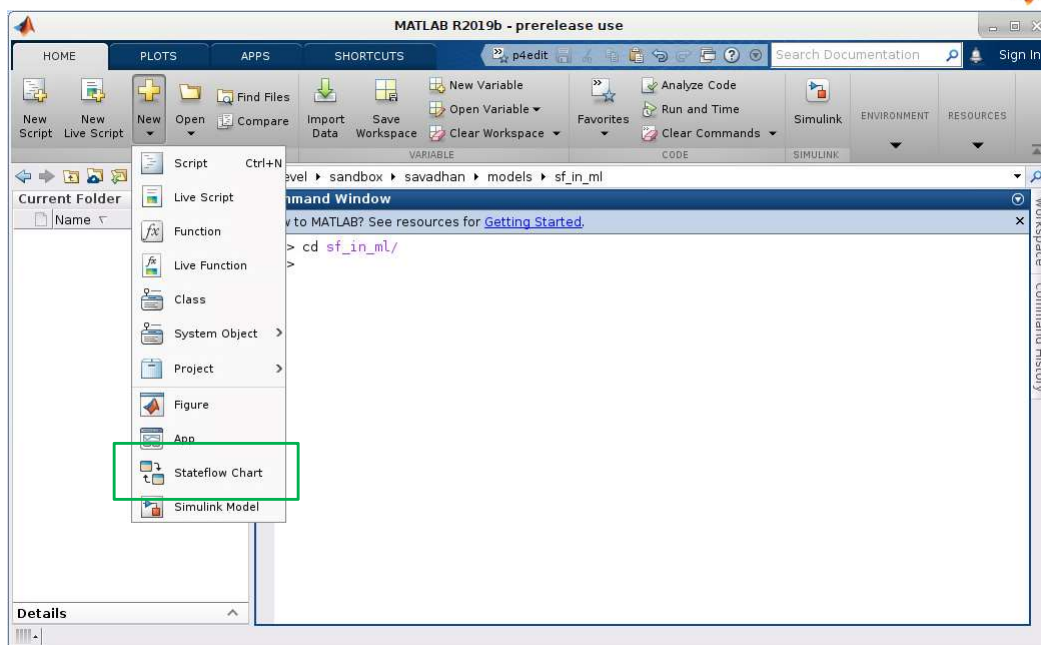 MATLAB R2019b - prerelease use
HOME PLOTS APPS SHORTCUTS p4edit Search Documentation Sign In
New Script
New Live Script
New
Open
Find Files
Compare
Import Data
Save Workspace
New Variable
Open Variable
Clear Workspace
VARIABLE
Favorites
Analyze Code
Run and Time
Clear Commands
CODE
Simulink
SIMULINK
ENVIRONMENT
RESOURCES
Script Ctrl+N
Live Script
Function
Live Function
Class
System Object
Project
Figure
App
Stateflow Chart
Simulink Model
sandbox savadhan models sf_in_ml
Current Folder
Name
Window
to MATLAB? See resources for Getting Started.
> cd sf_in_ml/
>
Workspace
Command History
Details